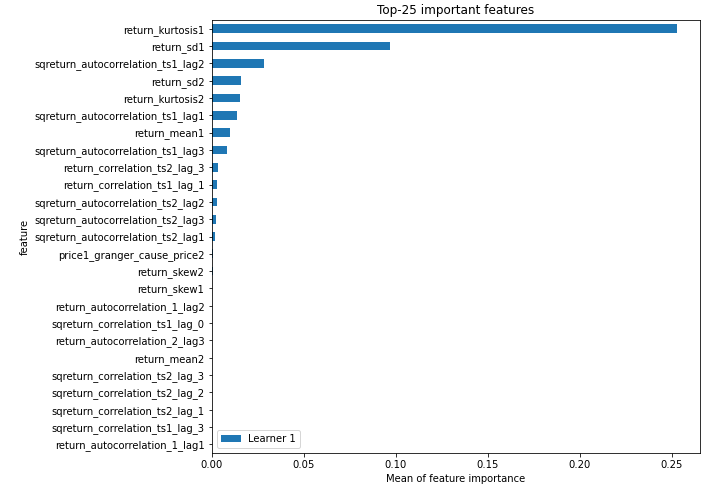 Top-25 important features
return_kurtosis1
return_sd1
sqreturn_autocorrelation_ts1_lag2
return_sd2
return_kurtosis2
sqreturn_autocorrelation_ts1_lag1
return_mean1
sqreturn_autocorrelation_ts1_lag3
return_correlation_ts2_lag_3
return_correlation_ts1_lag_1
sqreturn_autocorrelation_ts2_lag2
sqreturn_autocorrelation_ts2_lag3
sqreturn_autocorrelation_ts2_lag1
price1_granger_cause_price2
return_skew2
return_skew1
return_autocorrelation_1_lag2
sqreturn_correlation_ts1_lag_0
return_autocorrelation_2_lag3
return_mean2
sqreturn_correlation_ts2_lag_3
sqreturn_correlation_ts2_lag_2
sqreturn_correlation_ts2_lag_1
sqreturn_correlation_ts1_lag_3
return_autocorrelation_1_lag1
feature
Learner 1
0.00 0.05 0.10 0.15 0.20 0.25
Mean of feature importance